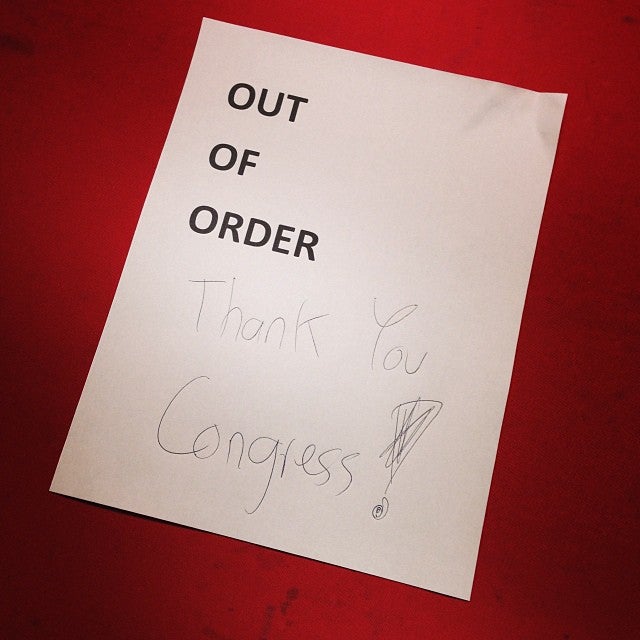 OUT
OF
ORDER
Thank You
Congress!